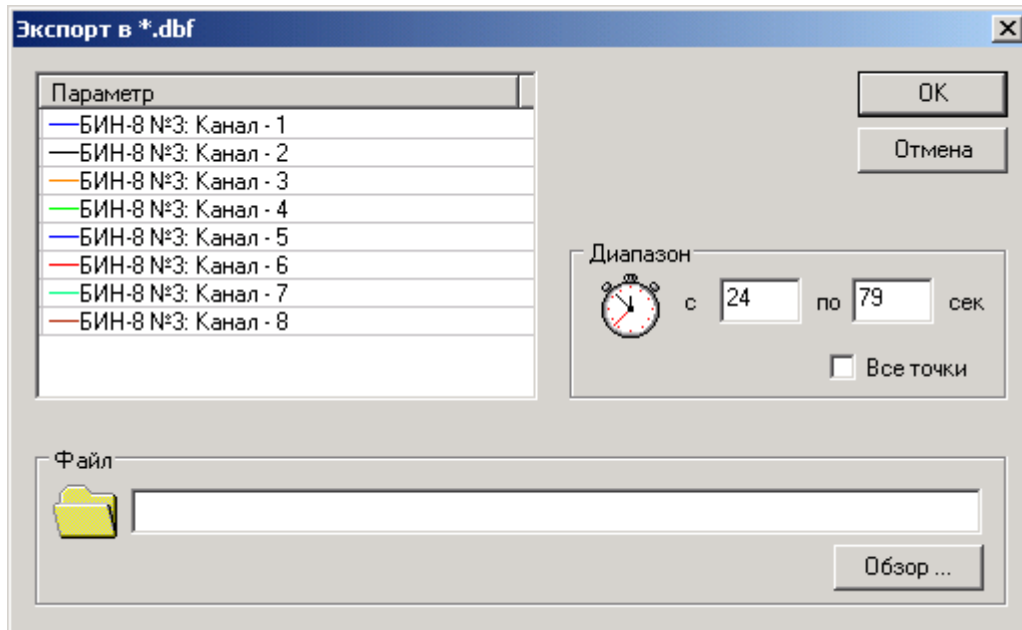 Экспорт в *.dbf
Параметр
БИН-8 №3: Канал - 1
БИН-8 №3: Канал - 2
БИН-8 №3: Канал - 3
БИН-8 №3: Канал - 4
БИН-8 №3: Канал - 5
БИН-8 №3: Канал - 6
БИН-8 №3: Канал - 7
БИН-8 №3: Канал - 8
OK
Отмена
Диапазон
с 24 по 79 сек
Все точки
Файл
Обзор ...